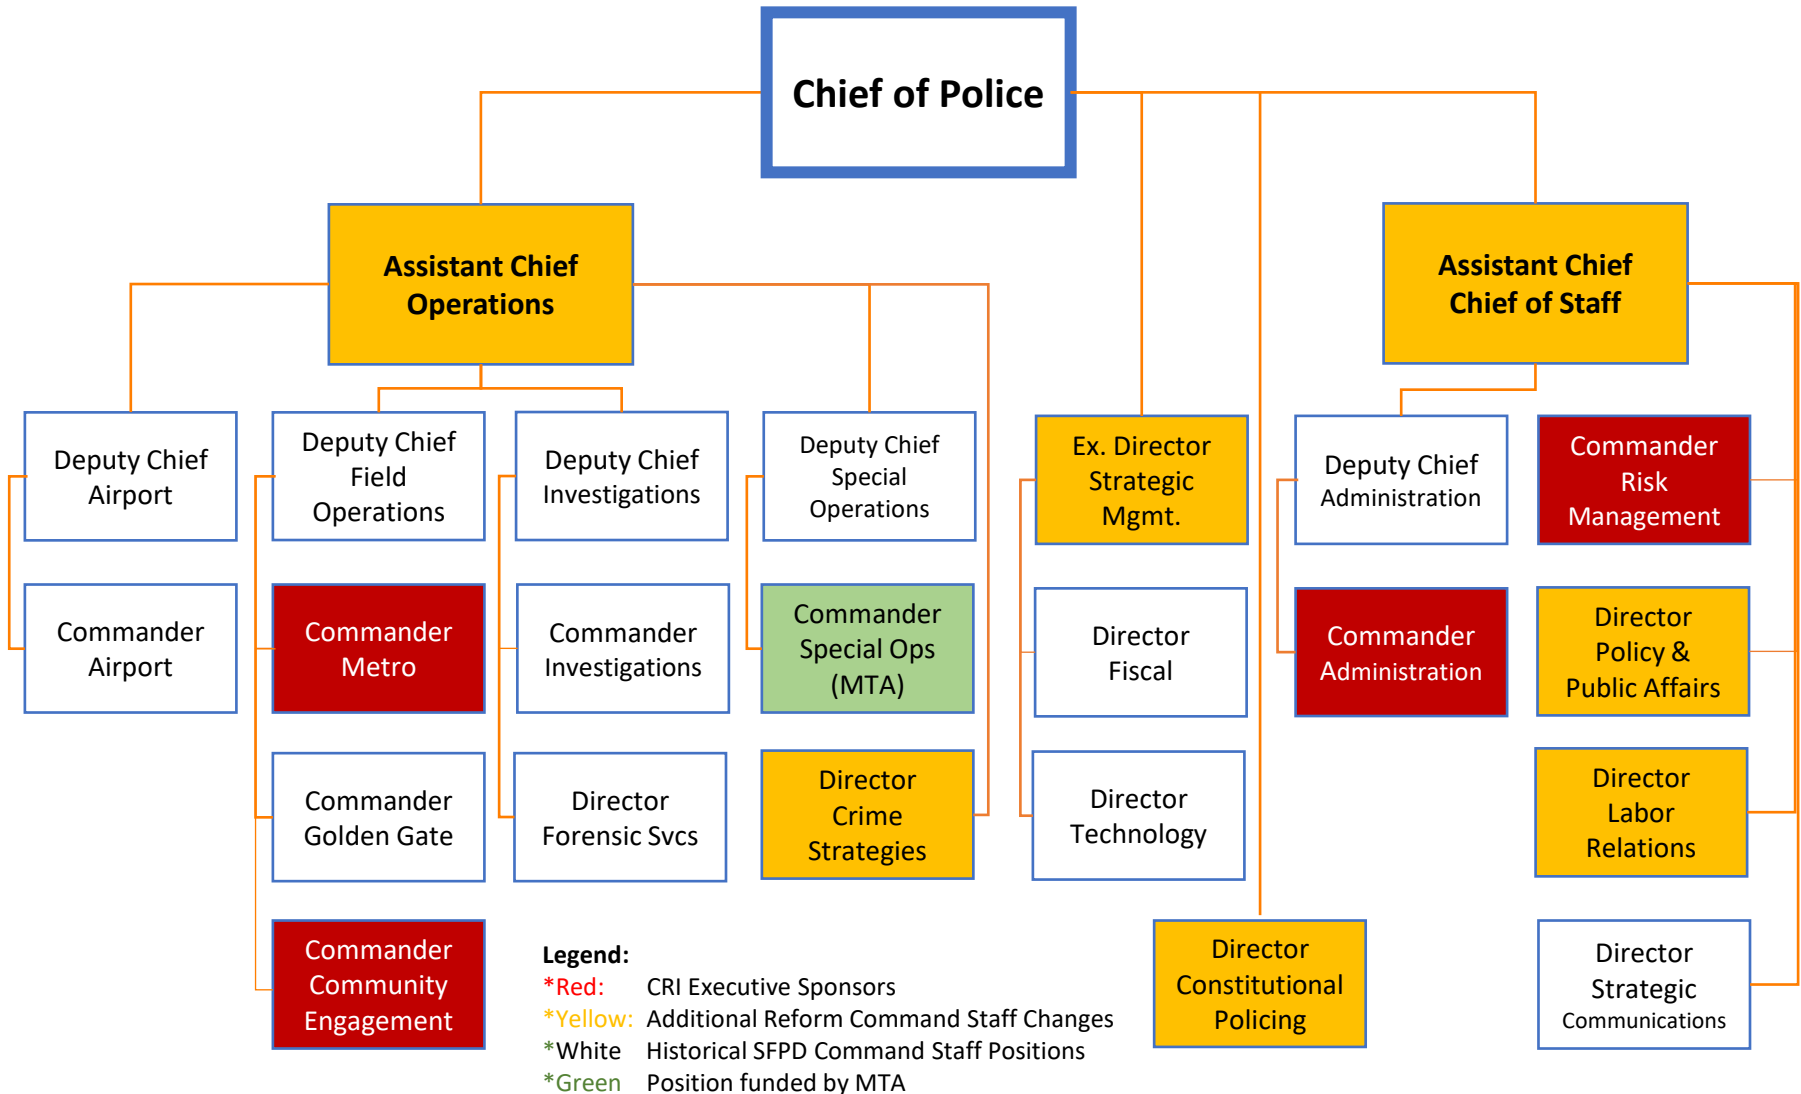 Chief of Police
Assistant Chief
Operations
Assistant Chief
Chief of Staff
Deputy Chief
Airport
Deputy Chief
Field
Operations
Deputy Chief
Investigations
Deputy Chief
Special
Operations
Ex. Director
Strategic
Mgmt.
Deputy Chief
Administration
Commander
Risk
Management
Commander
Airport
Commander
Metro
Commander
Investigations
Commander
Special Ops
(MTA)
Director
Fiscal
Commander
Administration
Director
Policy &
Public Affairs
Commander
Golden Gate
Director
Forensic Svcs
Director
Crime
Strategies
Director
Technology
Director
Labor
Relations
Commander
Community
Engagement
Director
Constitutional
Policing
Director
Strategic
Communications
Legend:
*Red: CRI Executive Sponsors
*Yellow: Additional Reform Command Staff Changes
*White Historical SFPD Command Staff Positions
*Green Position funded by MTA